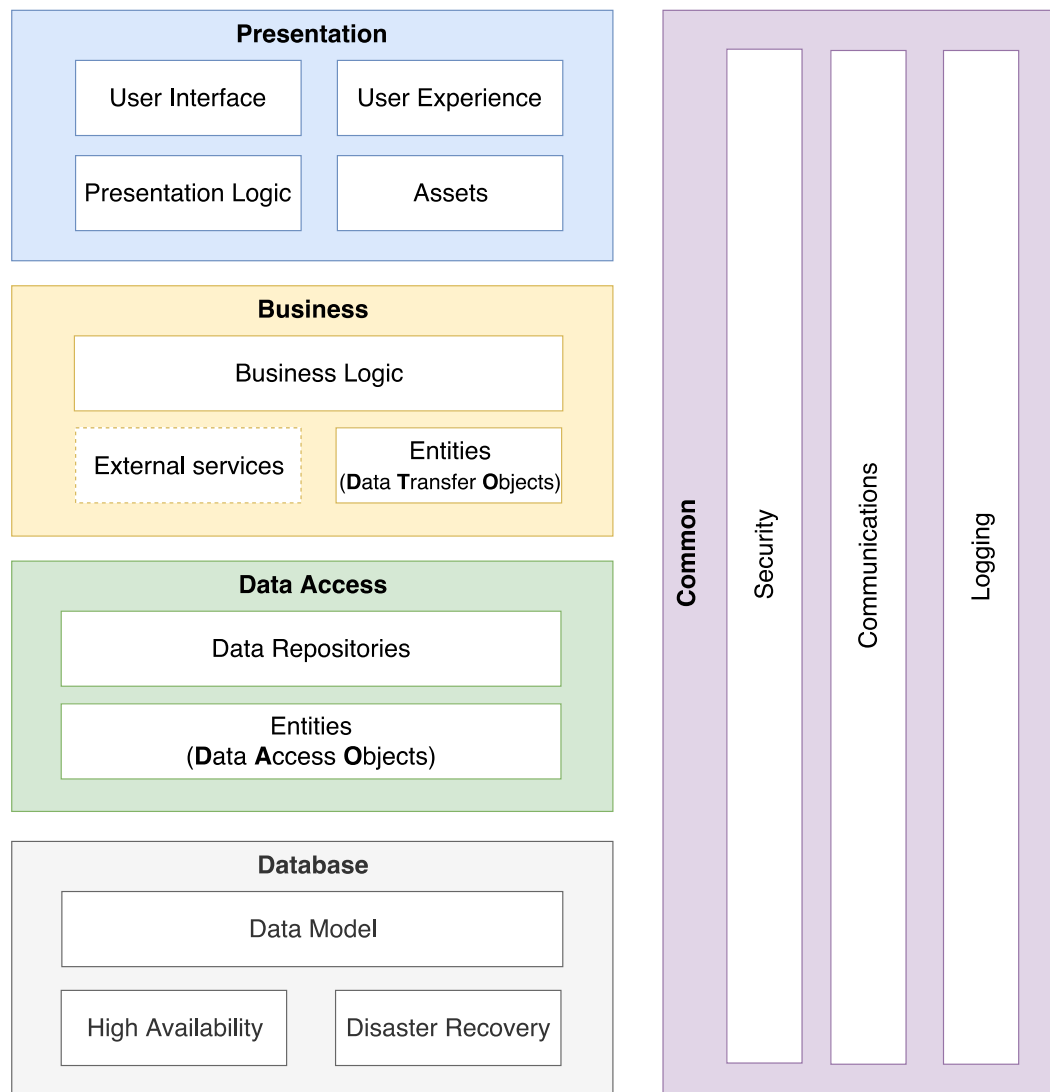 Presentation
User Interface
User Experience
Presentation Logic
Assets
Business
Business Logic
External services
Entities
(Data Transfer Objects)
Data Access
Data Repositories
Entities
(Data Access Objects)
Database
Data Model
High Availability
Disaster Recovery
Common
Security
Communications
Logging